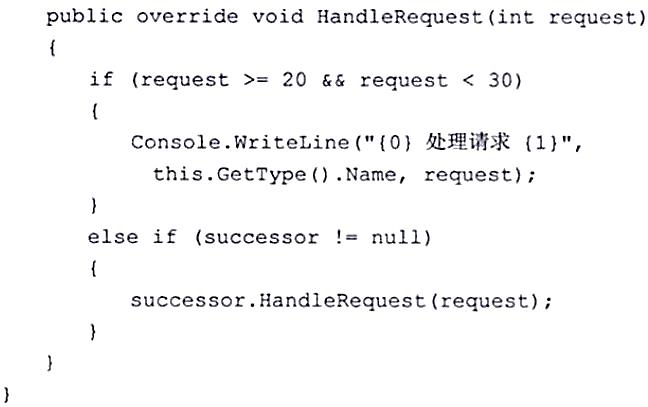 public override void HandleRequest(int request)
{
if (request >= 20 && request < 30)
{
Console.WriteLine("{0} 处理请求 {1}",
this.GetType().Name, request);
}
else if (successor != null)
{
successor.HandleRequest(request);
}
}
}